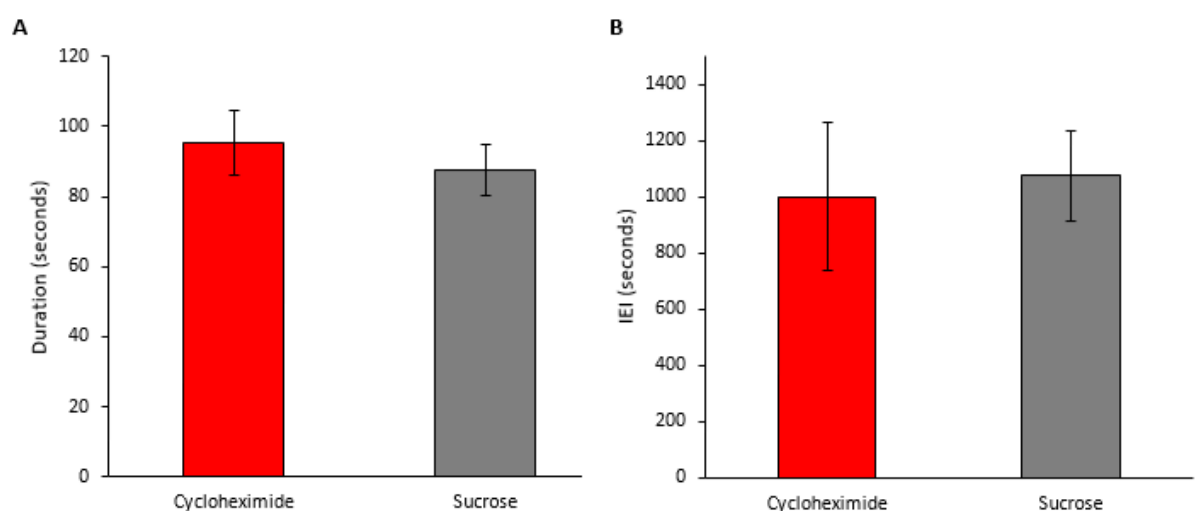 A
120
100
80
60
40
20
0
Duration (seconds)
Cycloheximide
Sucrose
B
1400
1200
1000
800
600
400
200
0
IEI (seconds)
Cycloheximide
Sucrose